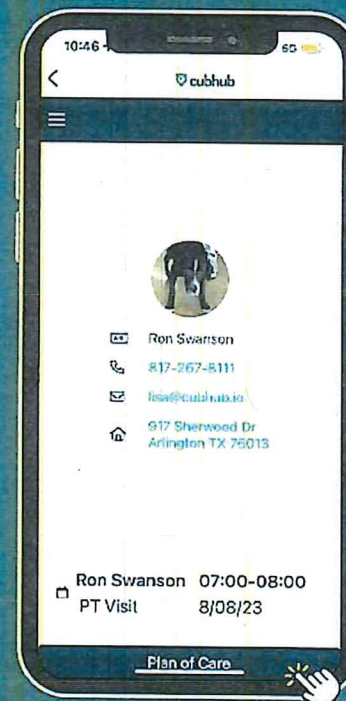 10:46
5G
cubhub
Ron Swanson
817-267-8111
lisa@cubhub.io
917 Sherwood Dr
Arlington TX 76013
Ron Swanson 07:00-08:00
PT Visit 8/08/23
Plan of Care